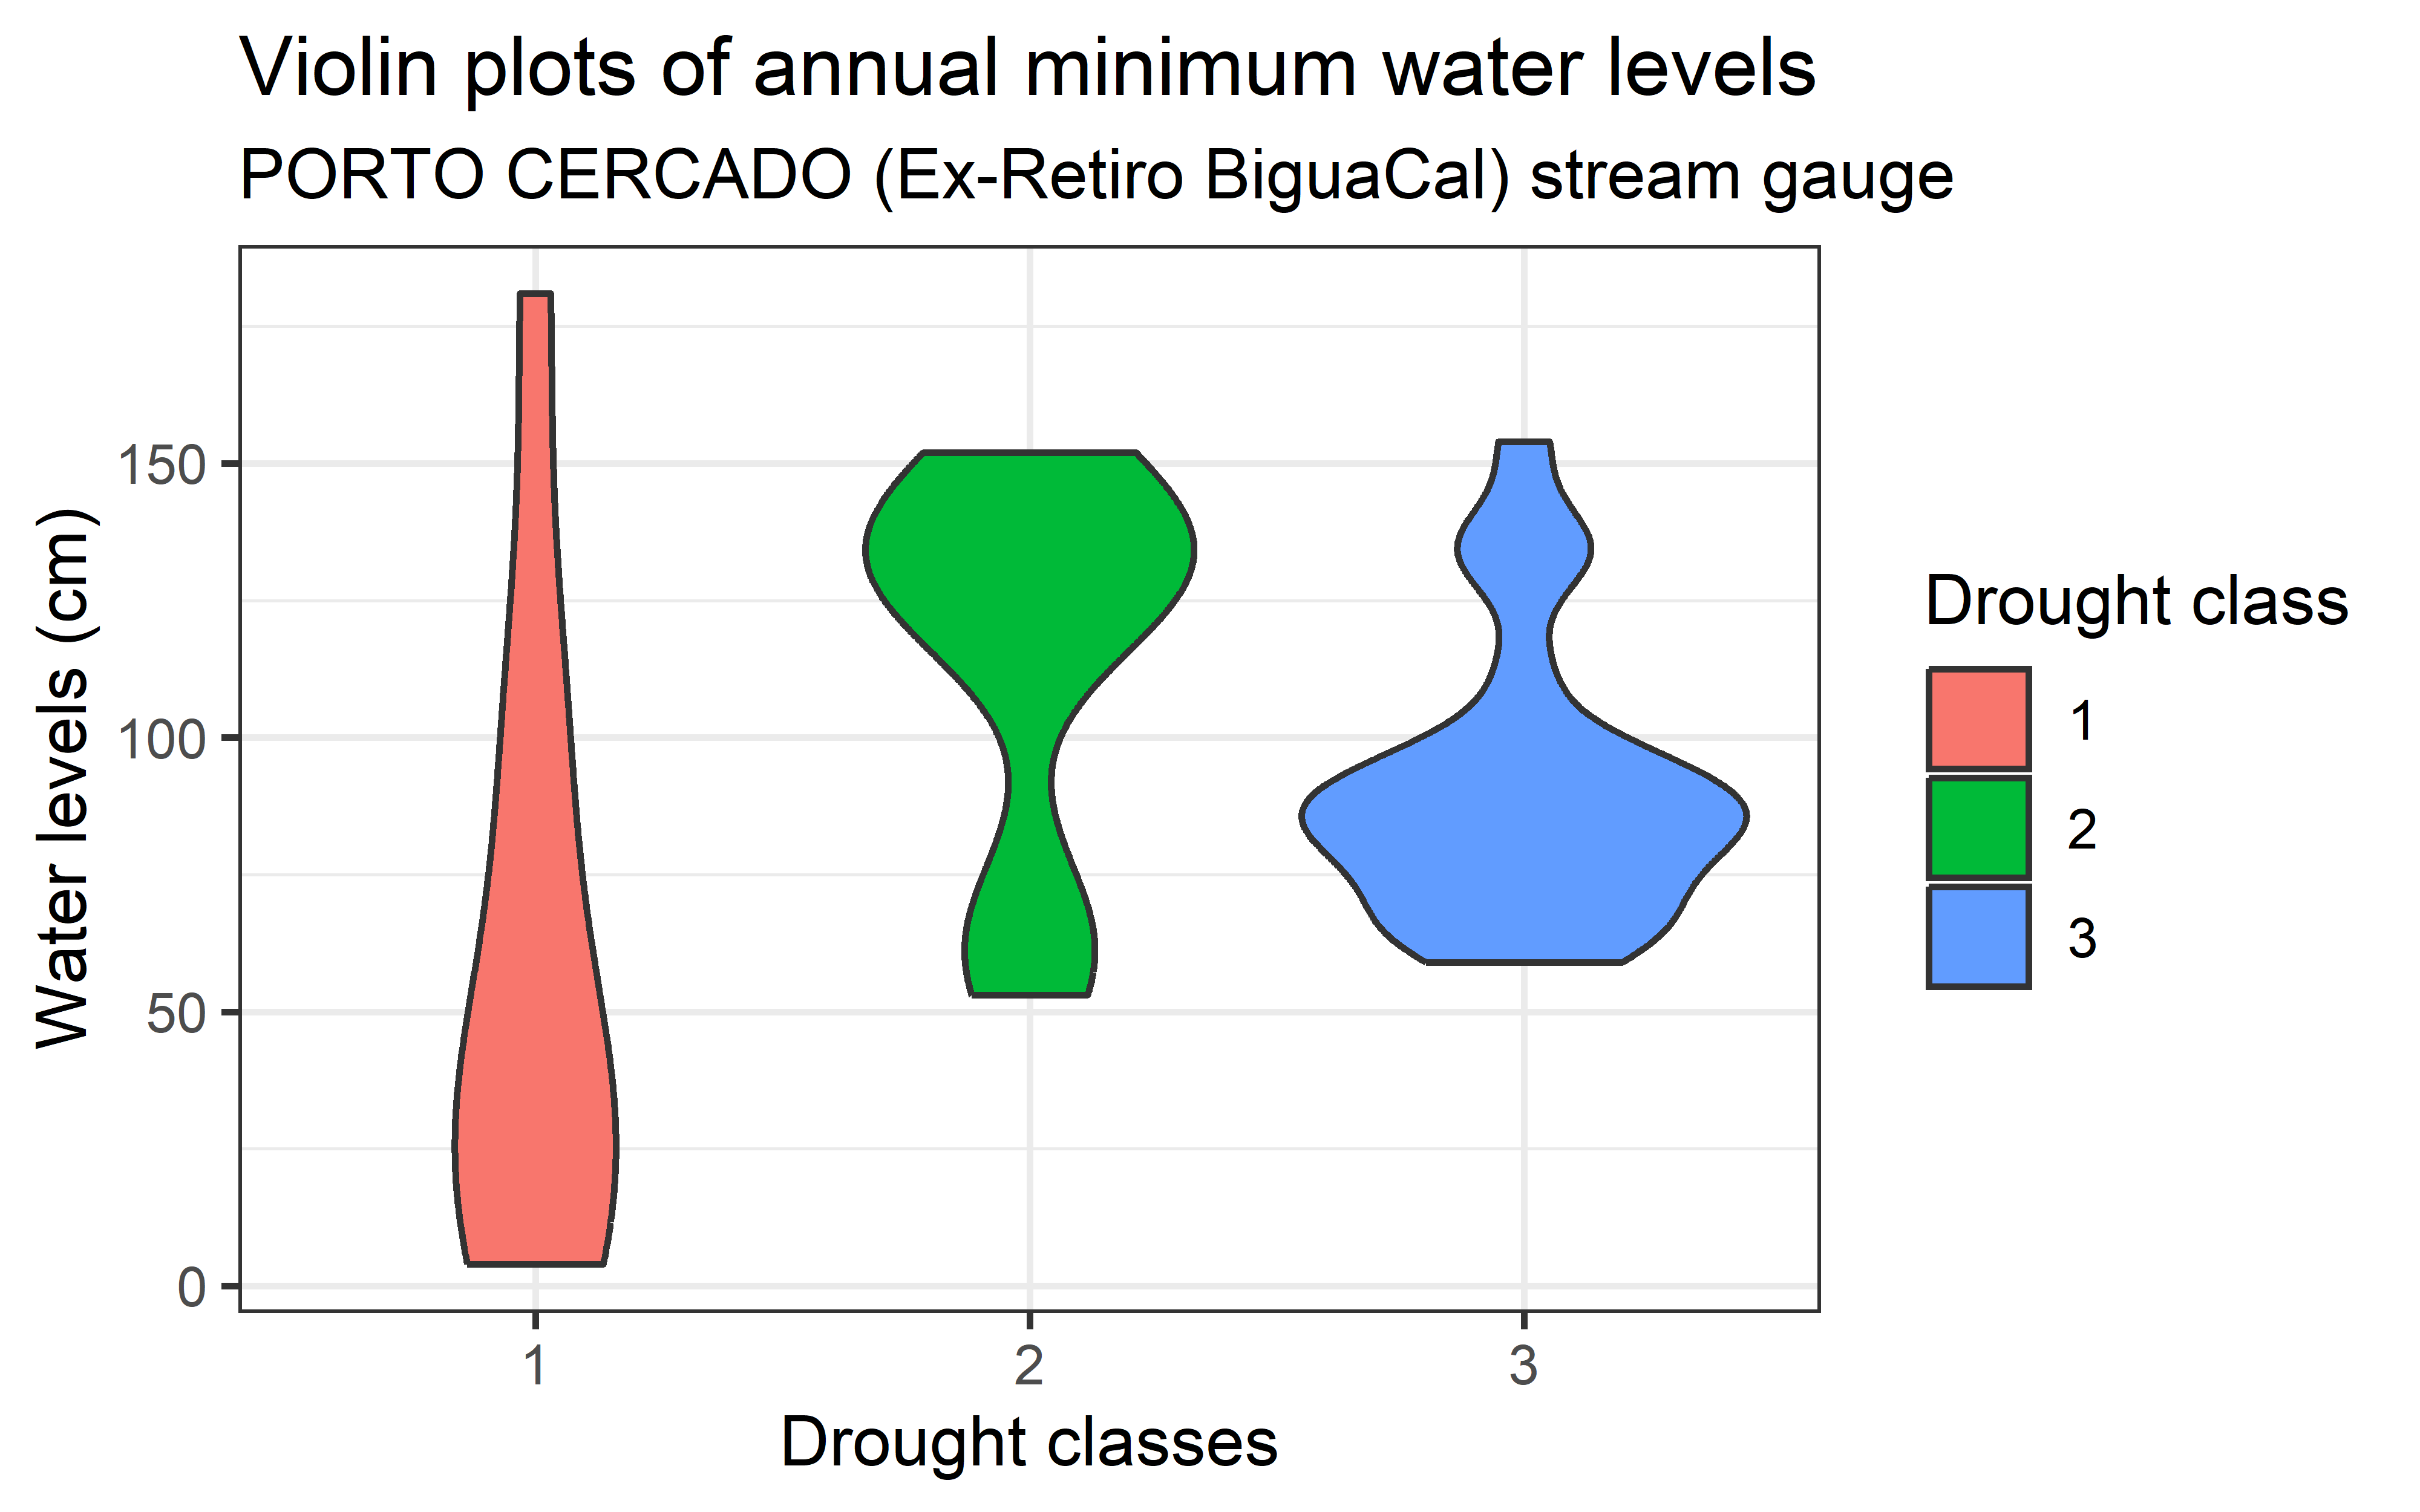 Violin plots of annual minimum water levels
PORTO CERCADO (Ex-Retiro BiguaCal) stream gauge
Water levels (cm)
150
100
50
0
1
2
3
Drought classes
Drought class
1
2
3